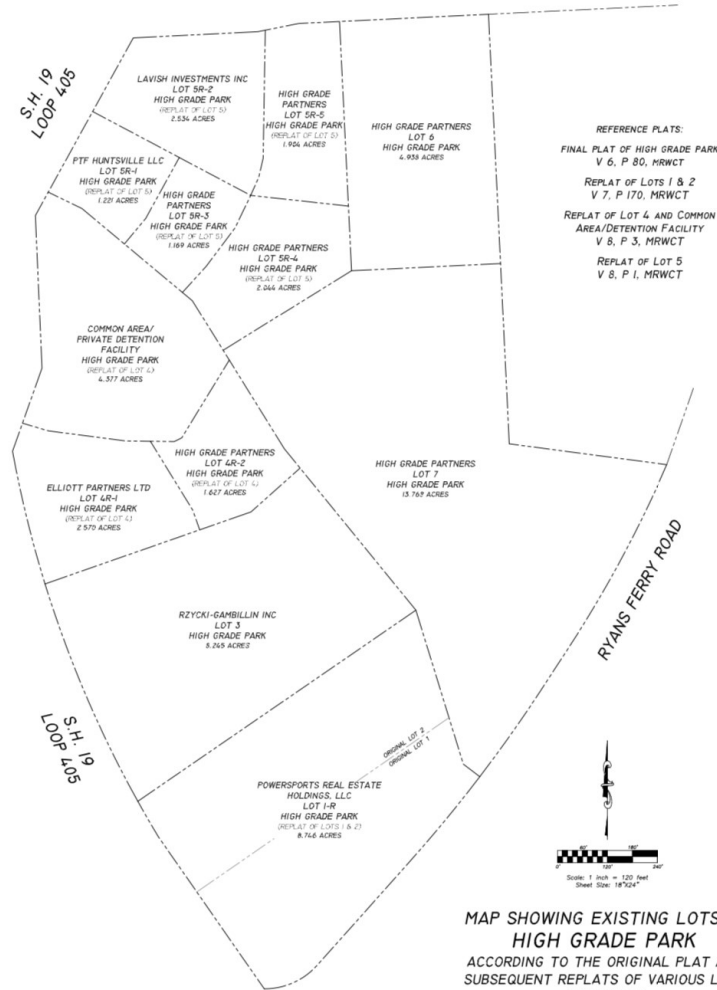 S.H. 19
LOOP 405
LAVISH INVESTMENTS INC
LOT 5R-2
HIGH GRADE PARK
(REPLAT OF LOT 5)
2.534 ACRES
HIGH GRADE
PARTNERS
LOT 5R-5
HIGH GRADE PARK
(REPLAT OF LOT 5)
1.904 ACRES
HIGH GRADE PARTNERS
LOT 6
HIGH GRADE PARK
4.938 ACRES
REFERENCE PLATS:
FINAL PLAT OF HIGH GRADE PARK
V 6, P 80, MRWCT
REPLAT OF LOTS 1 & 2
V 7, P 170, MRWCT
REPLAT OF LOT 4 AND COMMON
AREA/DETENTION FACILITY
V 8, P 3, MRWCT
REPLAT OF LOT 5
V 8, P 1, MRWCT
PTF HUNTSVILLE LLC
LOT 5R-1
HIGH GRADE PARK
(REPLAT OF LOT 5)
1.221 ACRES
HIGH GRADE
PARTNERS
LOT 5R-3
HIGH GRADE PARK
(REPLAT OF LOT 5)
1.169 ACRES
HIGH GRADE PARTNERS
LOT 5R-4
HIGH GRADE PARK
(REPLAT OF LOT 5)
2.044 ACRES
COMMON AREA/
PRIVATE DETENTION
FACILITY
HIGH GRADE PARK
(REPLAT OF LOT 4)
4.377 ACRES
HIGH GRADE PARTNERS
LOT 4R-2
HIGH GRADE PARK
(REPLAT OF LOT 4)
1.627 ACRES
ELLIOTT PARTNERS LTD
LOT 4R-1
HIGH GRADE PARK
(REPLAT OF LOT 4)
2.570 ACRES
HIGH GRADE PARTNERS
LOT 7
HIGH GRADE PARK
13.769 ACRES
RYANS FERRY ROAD
RZYCKI-GAMBILLIN INC
LOT 3
HIGH GRADE PARK
5.245 ACRES
S.H. 19
LOOP 405
ORIGINAL LOT 2
ORIGINAL LOT 1
POWERSPORTS REAL ESTATE
HOLDINGS, LLC
LOT 1-R
HIGH GRADE PARK
(REPLAT OF LOTS 1 & 2)
8.746 ACRES
60' 180'
0' 120' 240'
Scale: 1 inch = 120 feet
Sheet Size: 18"X24"
MAP SHOWING EXISTING LOTS
HIGH GRADE PARK
ACCORDING TO THE ORIGINAL PLAT
SUBSEQUENT REPLATS OF VARIOUS